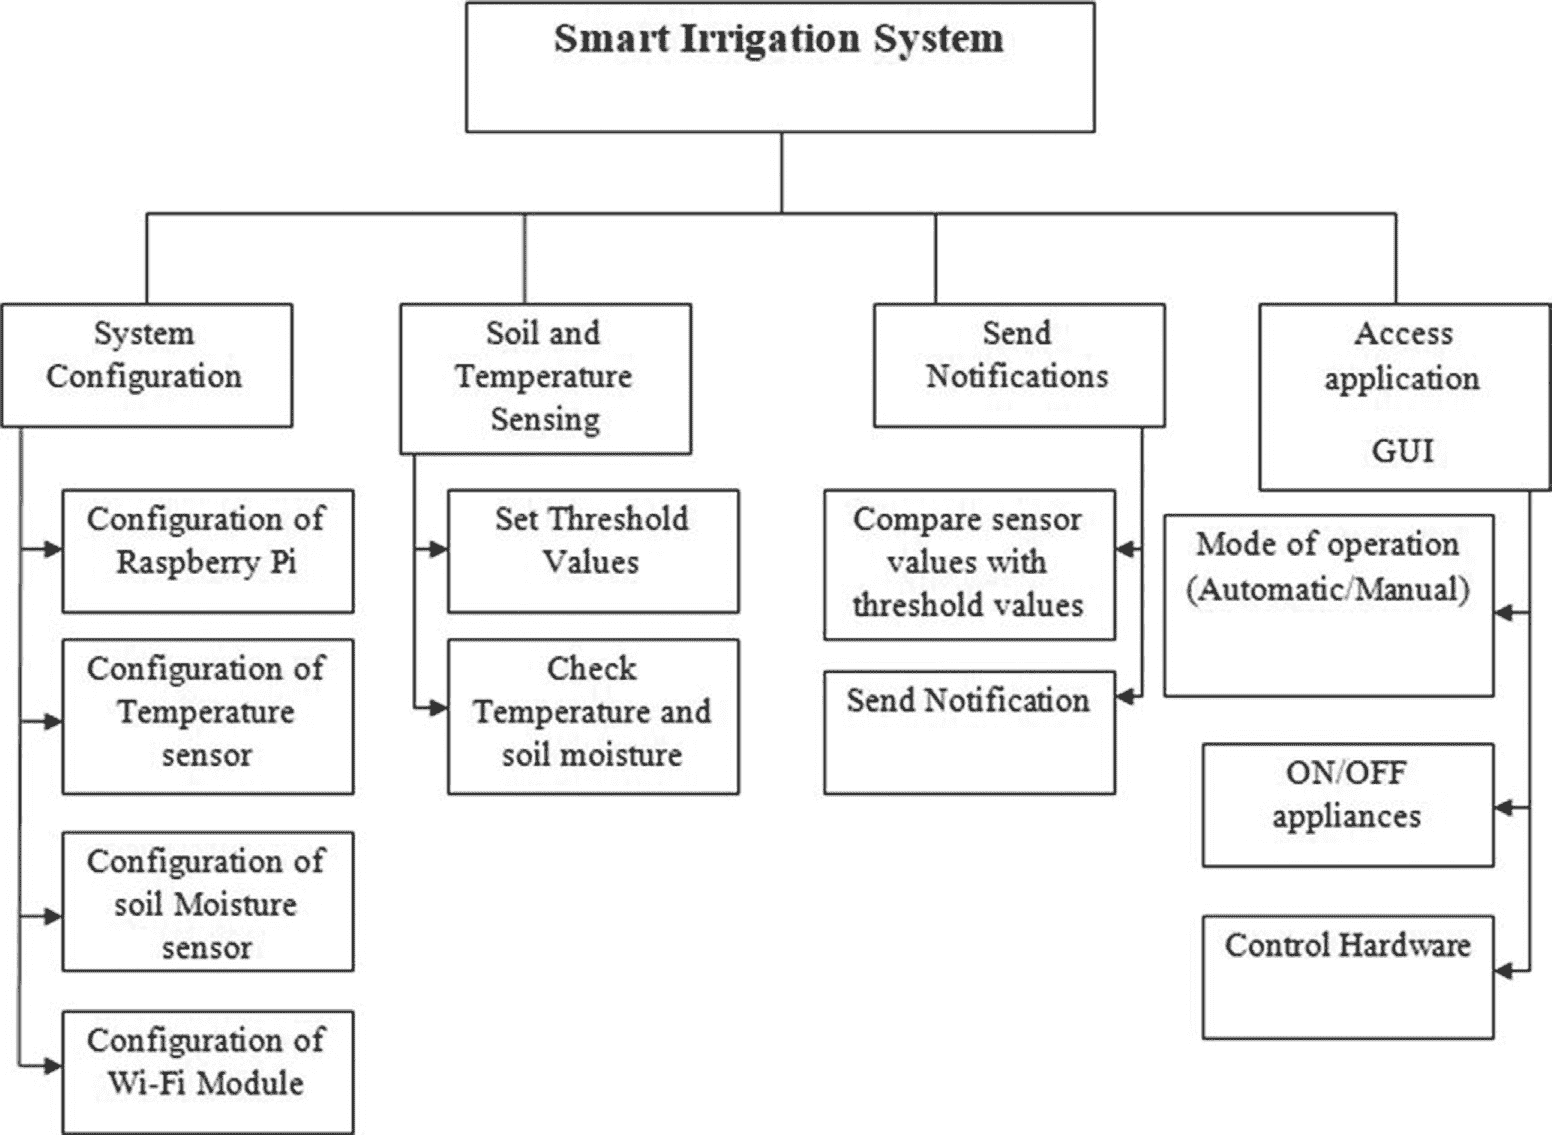 Smart Irrigation System
System
Configuration
Soil and
Temperature
Sensing
Send
Notifications
Access
application
GUI
Configuration of
Raspberry Pi
Configuration of
Temperature
sensor
Configuration of
soil Moisture
sensor
Configuration of
Wi-Fi Module
Set Threshold
Values
Check
Temperature and
soil moisture
Compare sensor
values with
threshold values
Send Notification
Mode of operation
(Automatic/Manual)
ON/OFF
appliances
Control Hardware